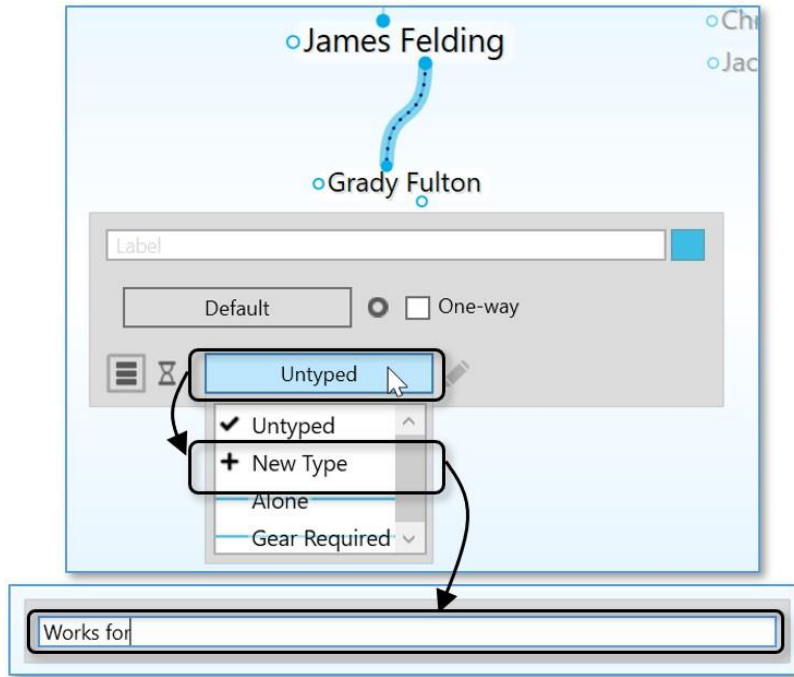 James Felding
Grady Fulton
Label
Default
One-way
Untyped
Untyped
New Type
Alone
Gear Required
Works for